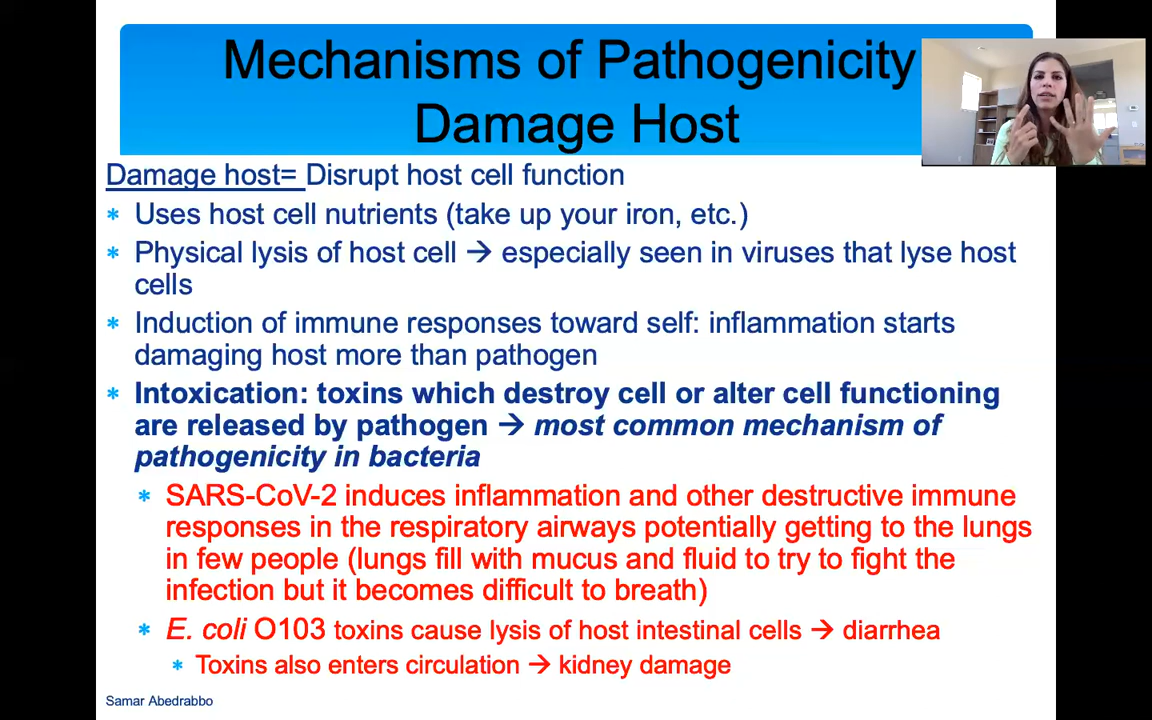 Mechanisms of Pathogenicity
Damage Host
Damage host= Disrupt host cell function
* Uses host cell nutrients (take up your iron, etc.)
* Physical lysis of host cell → especially seen in viruses that lyse host
cells
* Induction of immune responses toward self: inflammation starts
damaging host more than pathogen
* Intoxication: toxins which destroy cell or alter cell functioning
are released by pathogen → most common mechanism of
pathogenicity in bacteria
* SARS-CoV-2 induces inflammation and other destructive immune
responses in the respiratory airways potentially getting to the lungs
in few people (lungs fill with mucus and fluid to try to fight the
infection but it becomes difficult to breath)
* E. coli O103 toxins cause lysis of host intestinal cells → diarrhea
* Toxins also enters circulation → kidney damage
Samar Abedrabbo